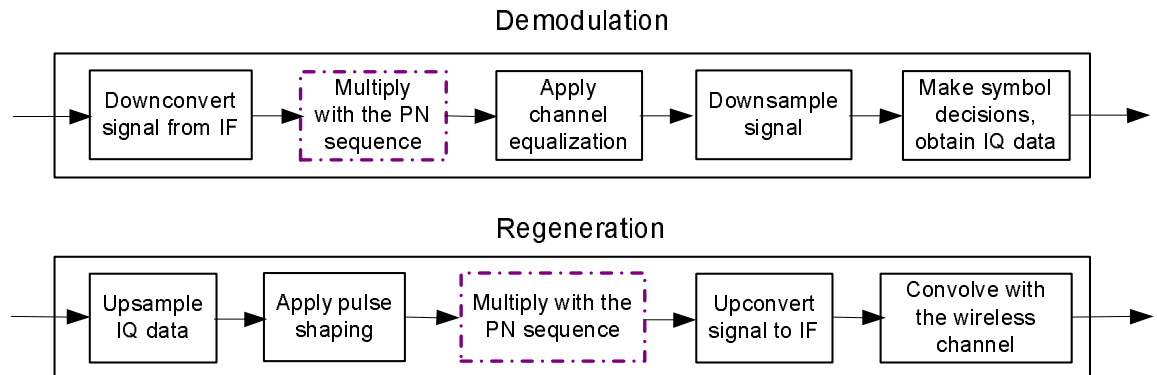 Demodulation
Downconvert
signal from IF
Multiply
with the PN
sequence
Apply
channel
equalization
Downsample
signal
Make symbol
decisions,
obtain IQ data
Regeneration
Upsample
IQ data
Apply pulse
shaping
Multiply with the
PN sequence
Upconvert
signal to IF
Convolve with
the wireless
channel